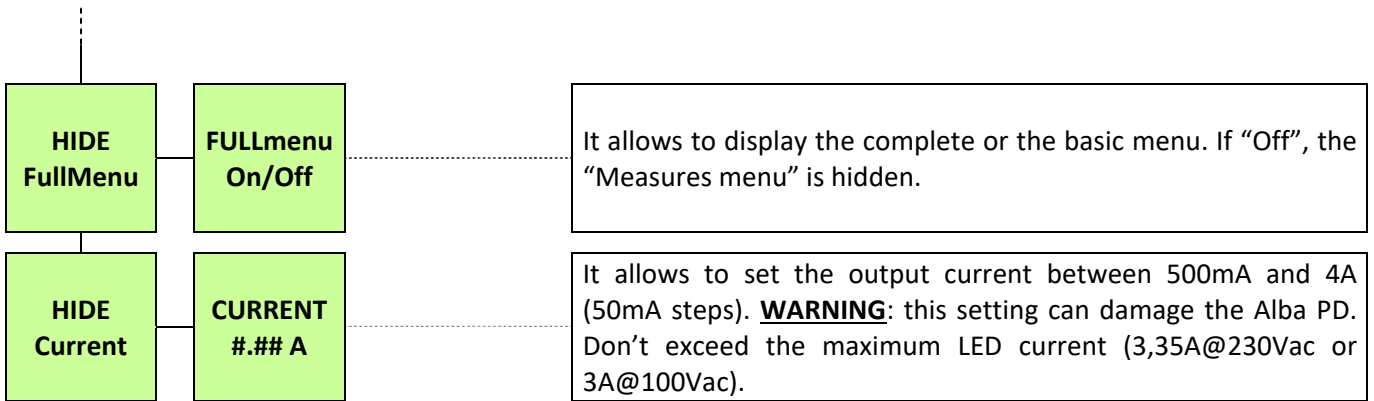 HIDE
FullMenu
FULLmenu
On/Off
It allows to display the complete or the basic menu. If “Off”, the
“Measures menu” is hidden.
HIDE
Current
CURRENT
#.## A
It allows to set the output current between 500mA and 4A
(50mA steps). WARNING: this setting can damage the Alba PD.
Don’t exceed the maximum LED current (3,35A@230Vac or
3A@100Vac).